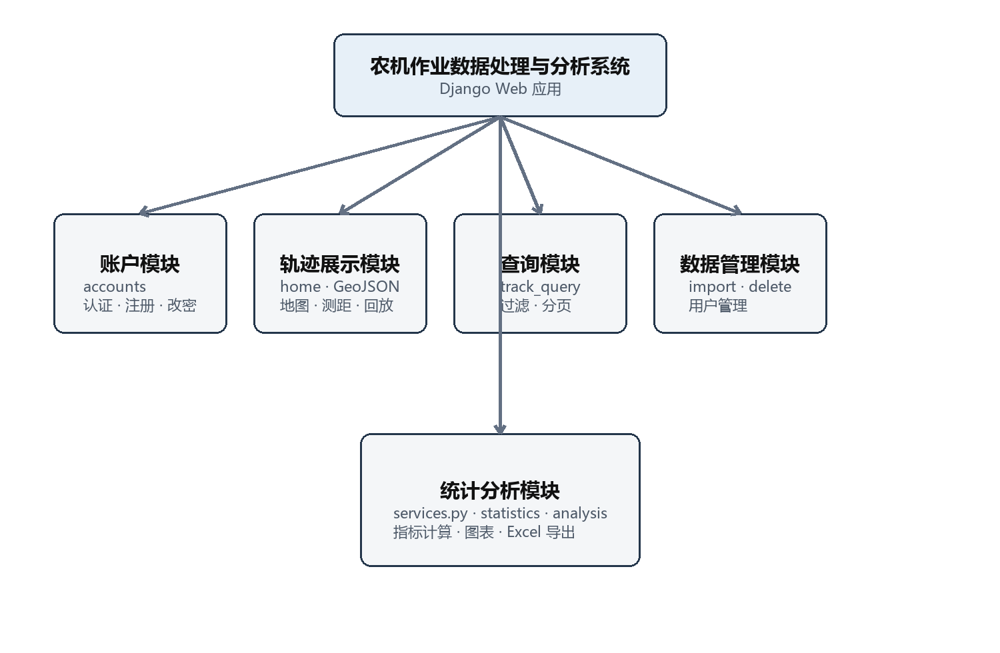 农机作业数据处理与分析系统
Django Web 应用
账户模块
accounts
认证 · 注册 · 改密
轨迹展示模块
home · GeoJSON
地图 · 测距 · 回放
查询模块
track_query
过滤 · 分页
数据管理模块
import · delete
用户管理
统计分析模块
services.py · statistics · analysis
指标计算 · 图表 · Excel 导出